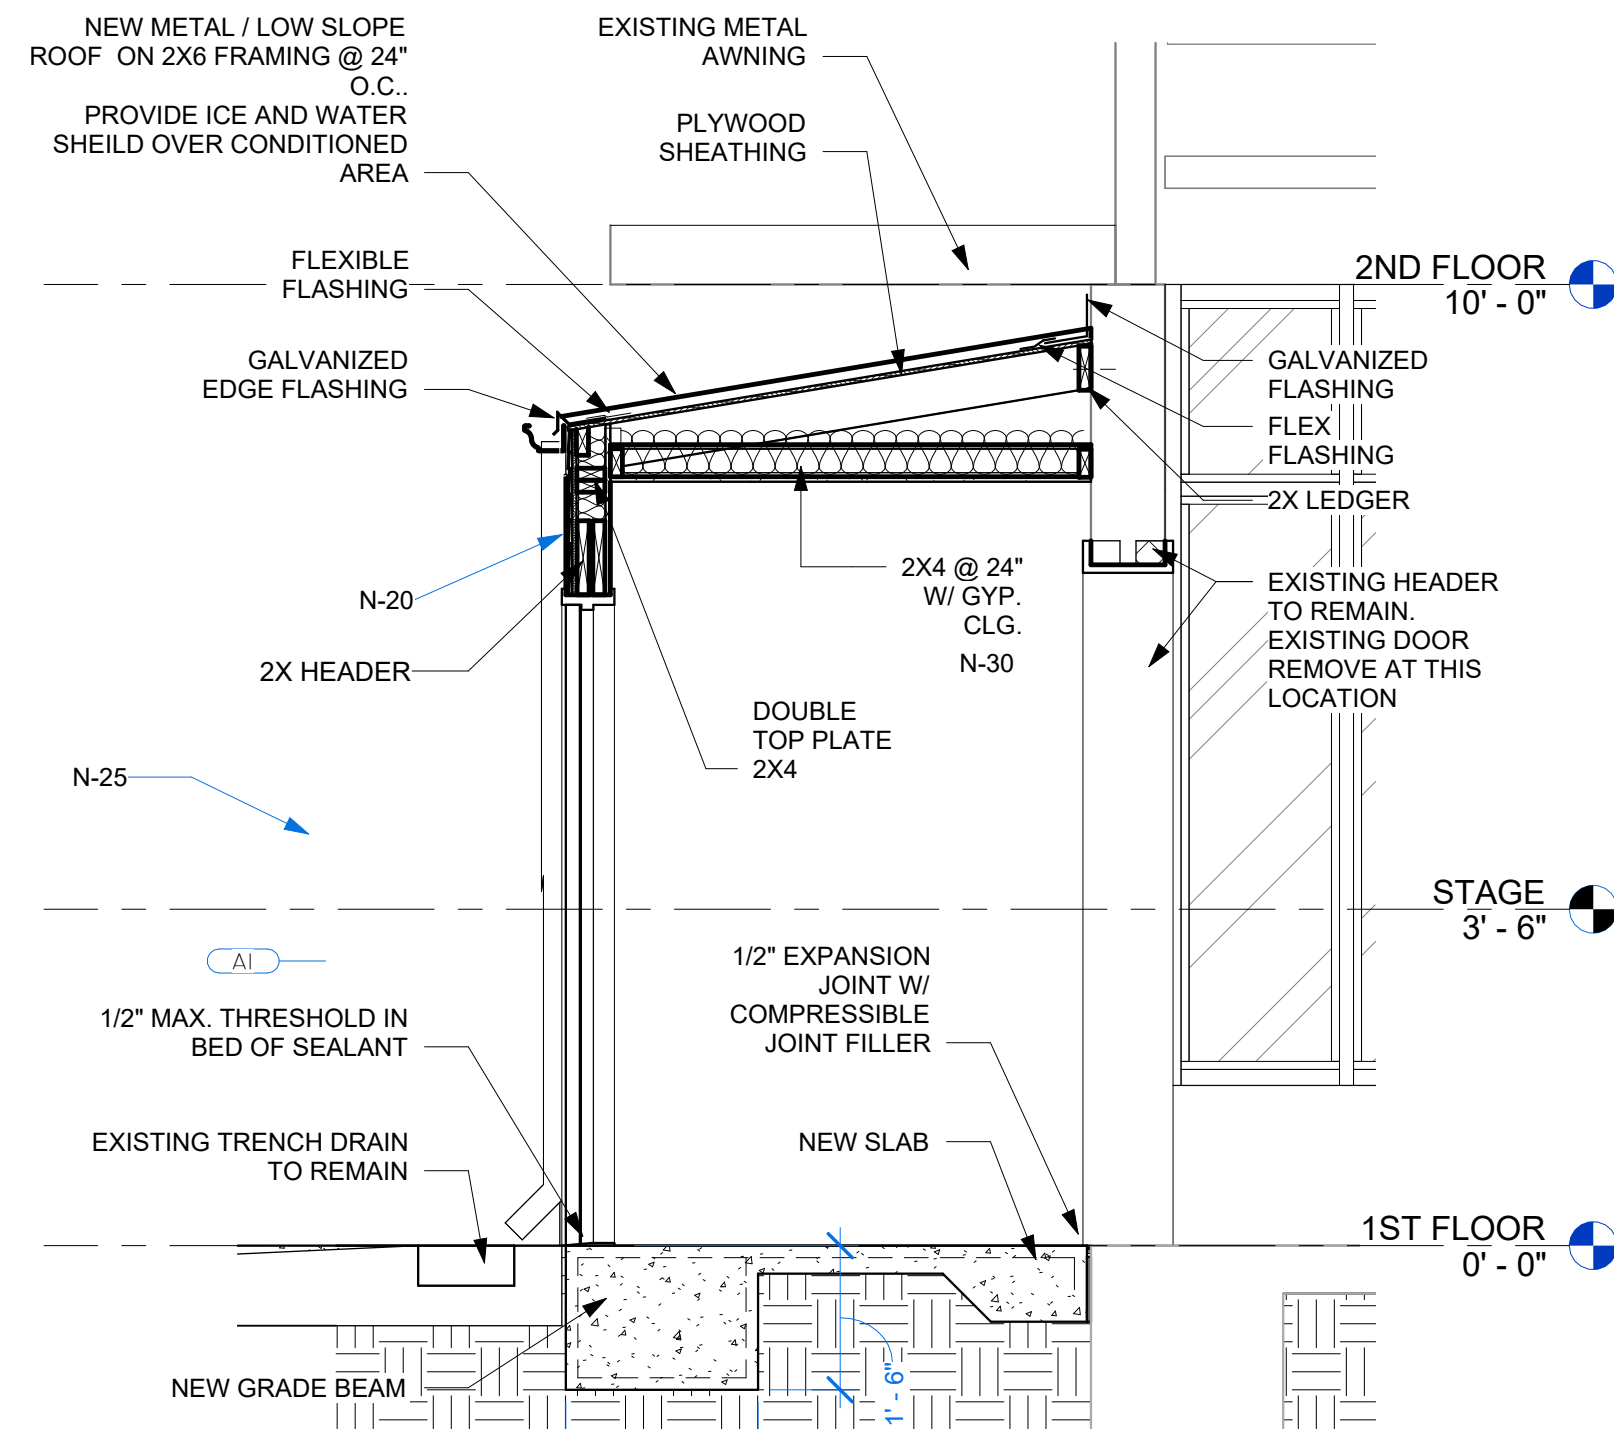 NEW METAL / LOW SLOPE
ROOF ON 2X6 FRAMING @ 24"
O.C..
PROVIDE ICE AND WATER
SHEILD OVER CONDITIONED
AREA
EXISTING METAL
AWNING
PLYWOOD
SHEATHING
FLEXIBLE
FLASHING
GALVANIZED
EDGE FLASHING
2ND FLOOR
10' - 0"
GALVANIZED
FLASHING
FLEX
FLASHING
2X LEDGER
N-20
2X HEADER
2X4 @ 24"
W/ GYP.
CLG.
N-30
EXISTING HEADER
TO REMAIN.
EXISTING DOOR
REMOVE AT THIS
LOCATION
DOUBLE
TOP PLATE
2X4
N-25
STAGE
3' - 6"
AI
1/2" MAX. THRESHOLD IN
BED OF SEALANT
1/2" EXPANSION
JOINT W/
COMPRESSIBLE
JOINT FILLER
EXISTING TRENCH DRAIN
TO REMAIN
NEW SLAB
1ST FLOOR
0' - 0"
NEW GRADE BEAM
1' - 6"